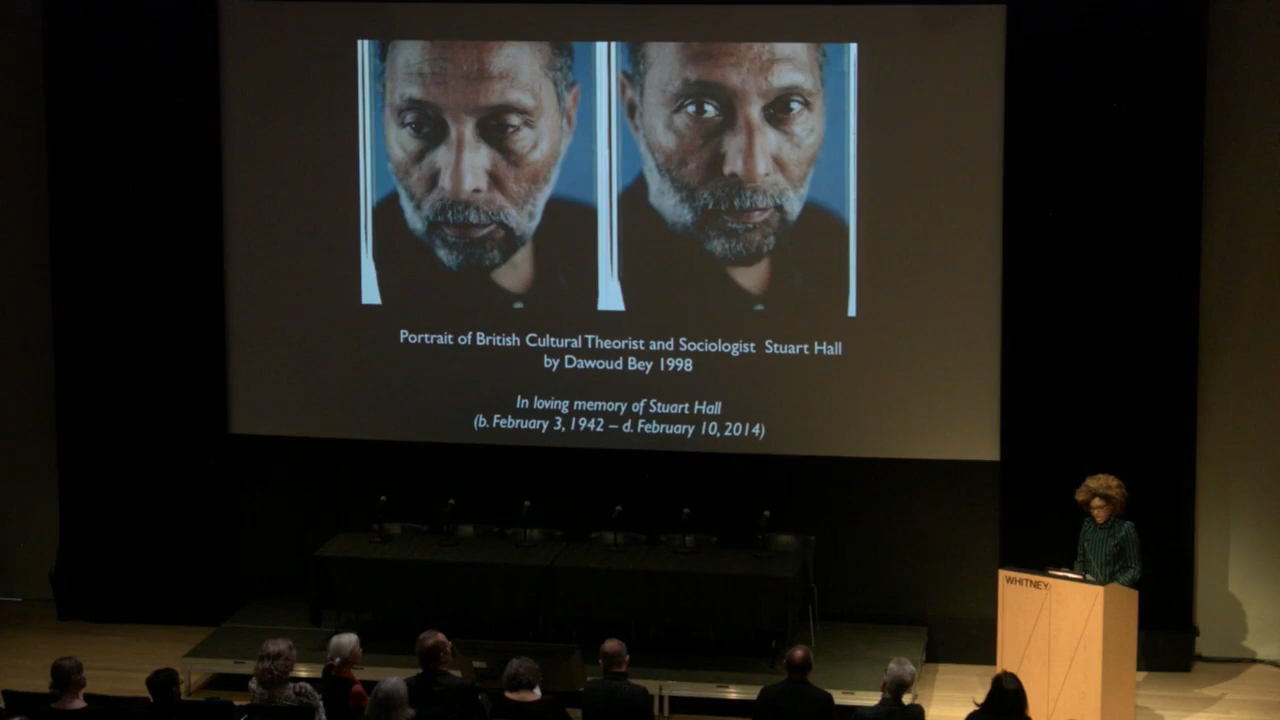 Portrait of British Cultural Theorist and Sociologist Stuart Hall
by Dawoud Bey 1998
In loving memory of Stuart Hall
(b. February 3, 1942 – d. February 10, 2014)
WHITNEY